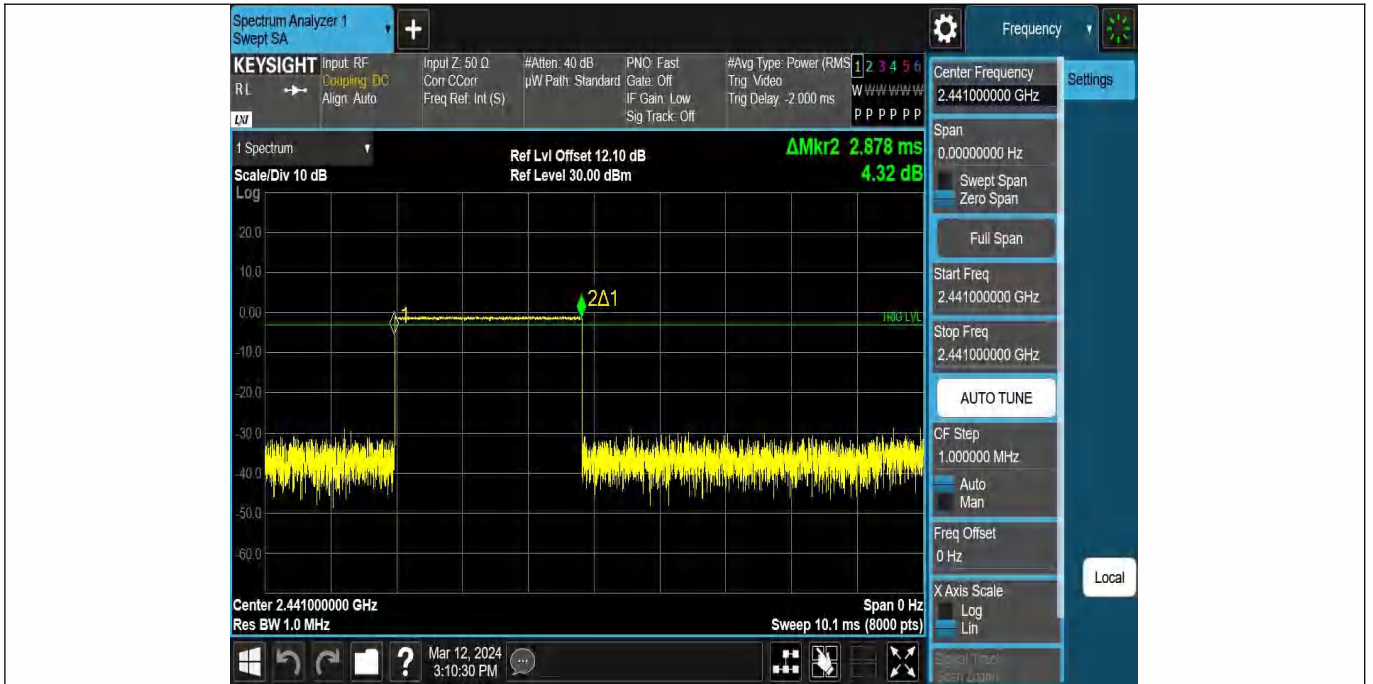 Spectrum Analyzer 1
Swept SA
+
Frequency
KEYSIGHT
RL
LXI
Input: RF
Coupling: DC
Align: Auto
Input Z: 50 Ω
Corr CCorr
Freq Ref: Int (S)
#Atten: 40 dB
µW Path: Standard
PNO: Fast
Gate: Off
IF Gain: Low
Sig Track: Off
#Avg Type: Power (RMS
Trig: Video
Trig Delay: -2.000 ms
1 2 3 4 5 6
W W W W W W
P P P P P P
Center Frequency
2.441000000 GHz
Settings
1 Spectrum
Scale/Div 10 dB
Ref Lvl Offset 12.10 dB
Ref Level 30.00 dBm
ΔMkr2 2.878 ms
4.32 dB
Span
0.00000000 Hz
Swept Span
Zero Span
Full Span
Start Freq
2.441000000 GHz
Stop Freq
2.441000000 GHz
AUTO TUNE
CF Step
1.000000 MHz
Auto
Man
Freq Offset
0 Hz
X Axis Scale
Log
Lin
Signal Track
Local
Log
20.0
10.0
0.00
-10.0
-20.0
-30.0
-40.0
-50.0
-60.0
1
2Δ1
TRIG LVL
Center 2.441000000 GHz
Res BW 1.0 MHz
Span 0 Hz
Sweep 10.1 ms (8000 pts)
?
Mar 12, 2024
3:10:30 PM